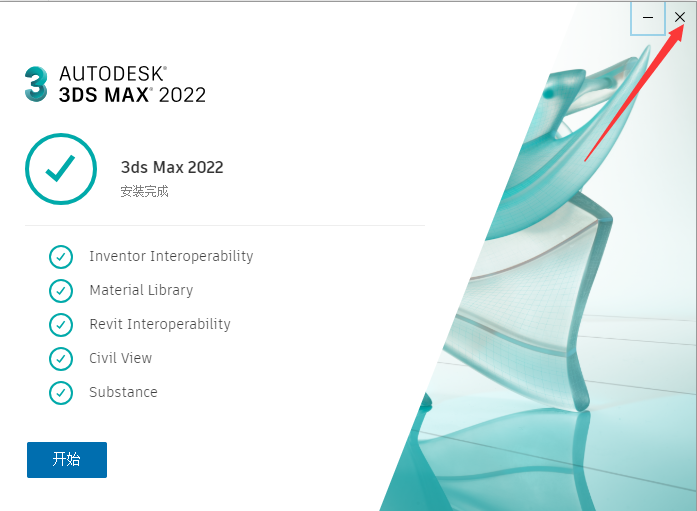 AUTODESK®
3DS MAX® 2022
3ds Max 2022
安装完成
Inventor Interoperability
Material Library
Revit Interoperability
Civil View
Substance
开始